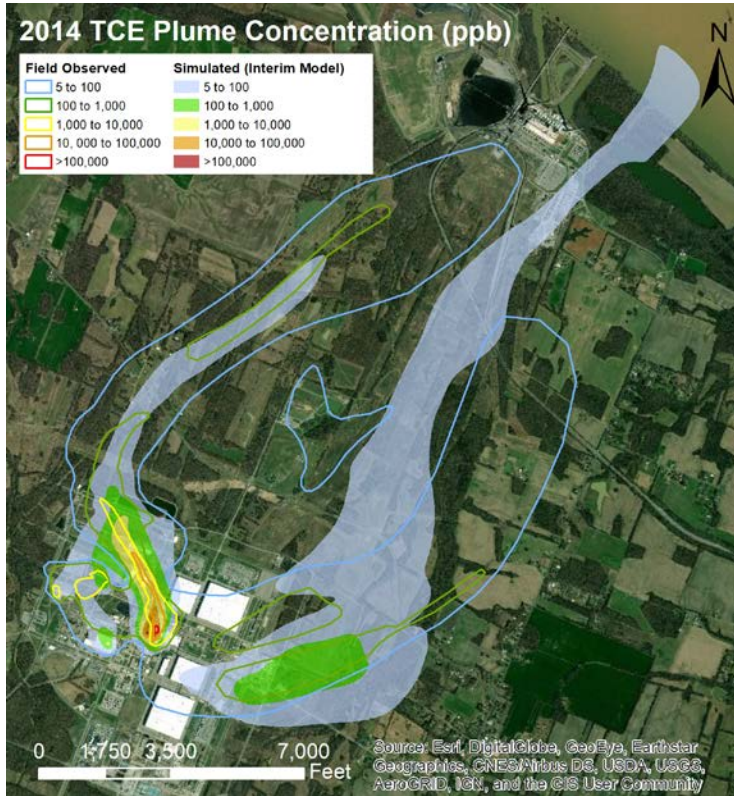 2014 TCE Plume Concentration (ppb)
N
Field Observed
5 to 100
100 to 1,000
1,000 to 10,000
10, 000 to 100,000
>100,000
Simulated (Interim Model)
5 to 100
100 to 1,000
1,000 to 10,000
10,000 to 100,000
>100,000
0 1,750 3,500 7,000
Feet
Source: Esri, DigitalGlobe, GeoEye, Earthstar
Geographics, CNES/Airbus DS, USDA, USGS,
AeroGRID, IGN, and the GIS User Community